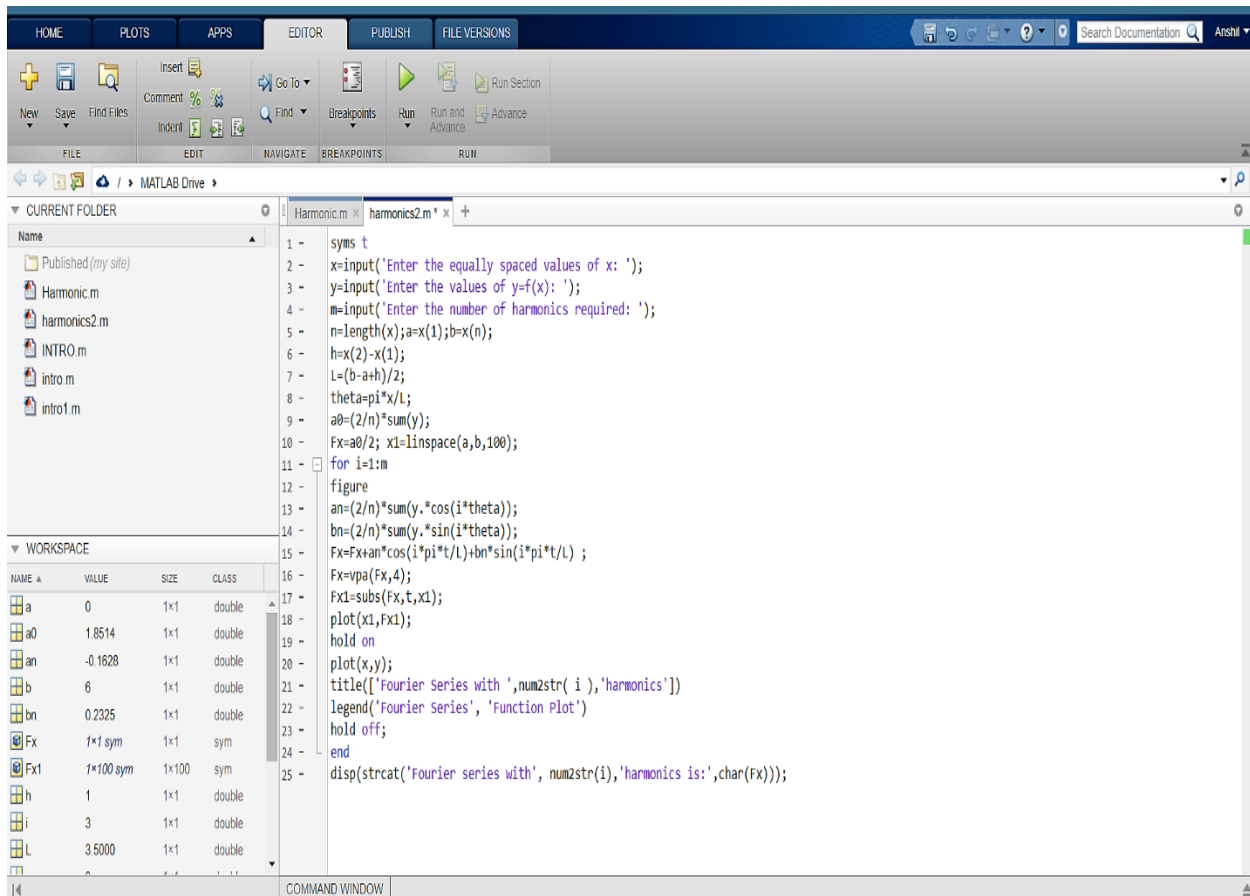 HOME PLOTS APPS EDITOR PUBLISH FILE VERSIONS Search Documentation Anshil
Insert
Comment
Indent
New Save Find Files
Go To
Find
Breakpoints
Run
Run and Advance
Run Section
Advance
FILE EDIT NAVIGATE BREAKPOINTS RUN
/ MATLAB Drive
CURRENT FOLDER
Name
Published (my site)
Harmonic.m
harmonics2.m
INTRO.m
intro.m
intro1.m
WORKSPACE
NAME VALUE SIZE CLASS
a 0 1×1 double
a0 1.8514 1×1 double
an -0.1628 1×1 double
b 6 1×1 double
bn 0.2325 1×1 double
Fx 1×1 sym 1×1 sym
Fx1 1×100 sym 1×100 sym
h 1 1×1 double
i 3 1×1 double
L 3.5000 1×1 double
Harmonic.m × harmonics2.m * × +
1 - syms t
2 - x=input('Enter the equally spaced values of x: ');
3 - y=input('Enter the values of y=f(x): ');
4 - m=input('Enter the number of harmonics required: ');
5 - n=length(x);a=x(1);b=x(n);
6 - h=x(2)-x(1);
7 - L=(b-a+h)/2;
8 - theta=pi*x/L;
9 - a0=(2/n)*sum(y);
10 - Fx=a0/2; x1=linspace(a,b,100);
11 - for i=1:m
12 - figure
13 - an=(2/n)*sum(y.*cos(i*theta));
14 - bn=(2/n)*sum(y.*sin(i*theta));
15 - Fx=Fx+an*cos(i*pi*t/L)+bn*sin(i*pi*t/L) ;
16 - Fx=vpa(Fx,4);
17 - Fx1=subs(Fx,t,x1);
18 - plot(x1,Fx1);
19 - hold on
20 - plot(x,y);
21 - title(['Fourier Series with ',num2str( i ),'harmonics'])
22 - legend('Fourier Series', 'Function Plot')
23 - hold off;
24 - end
25 - disp(strcat('Fourier series with', num2str(i),'harmonics is:',char(Fx)));
COMMAND WINDOW